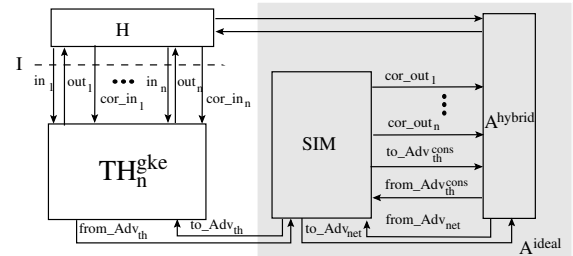 H
I
in_1 out_1 ••• in_n out_n
cor_in_1 cor_in_n
cor_out_1
cor_out_n
A^hybrid
SIM
TH_n^gke
to_Adv_th^cons
from_Adv_th^cons
from_Adv_th to_Adv_th to_Adv_net from_Adv_net
A^ideal